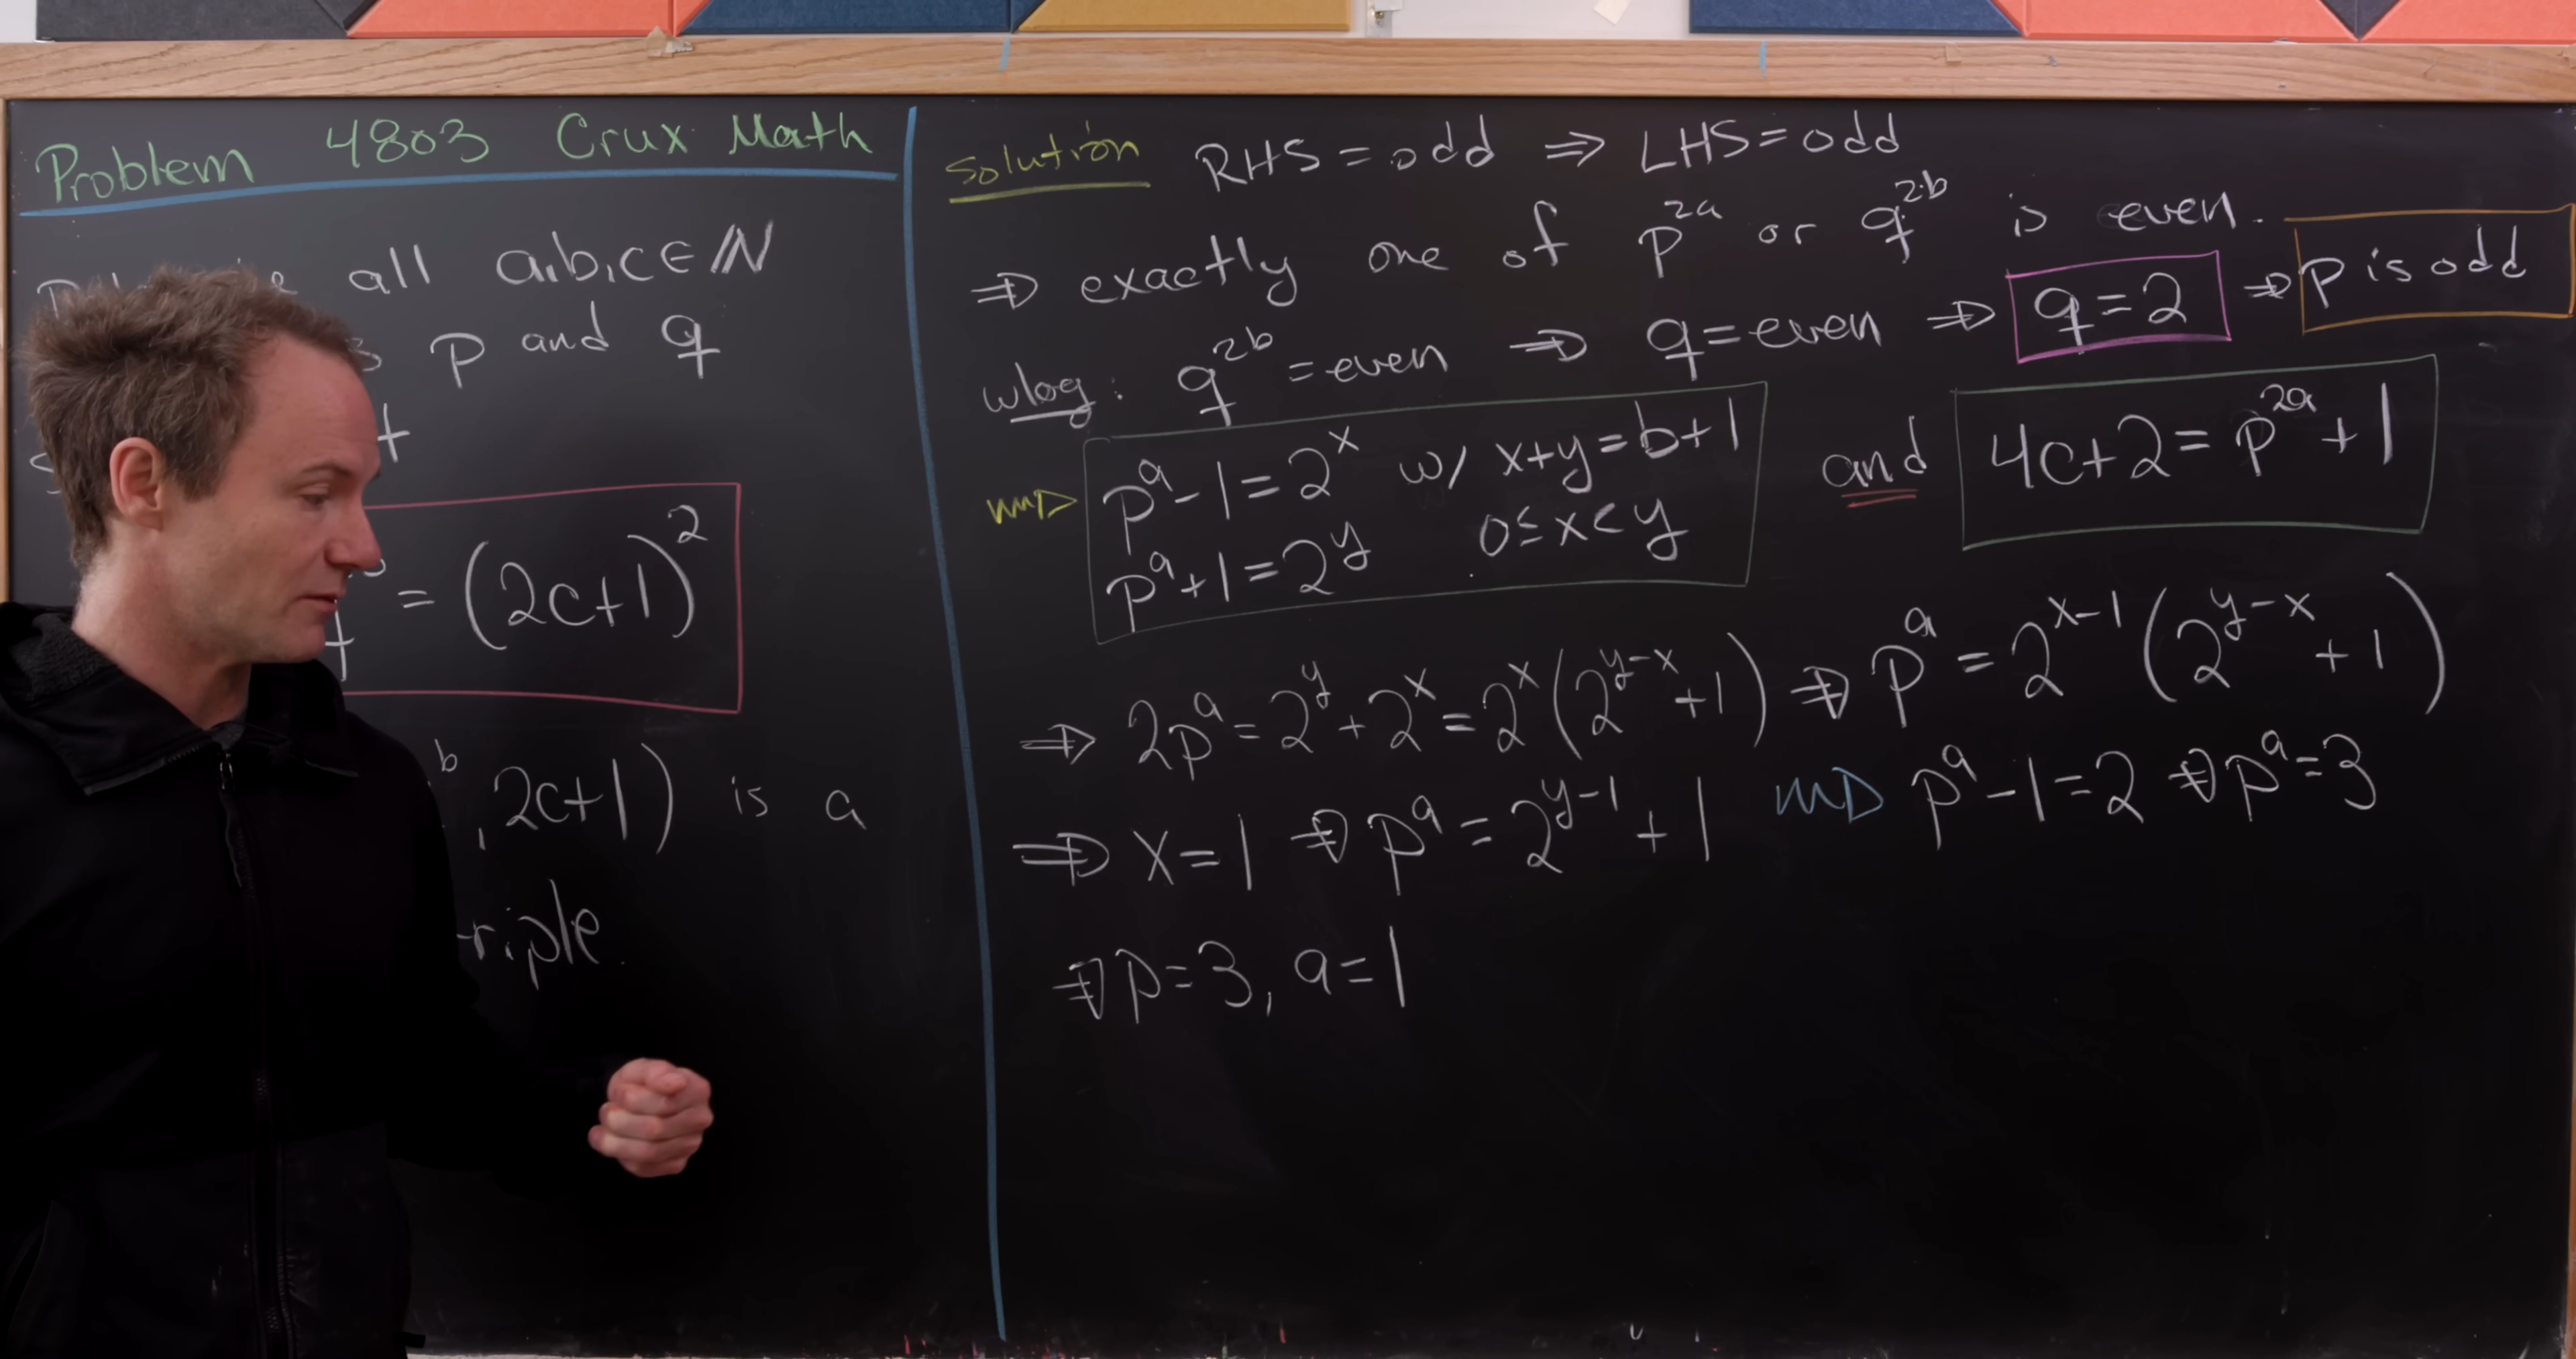 Problem 4803 Crux Math
all a,b,c ∈ ℕ
p and q
= (2c+1)²
b, 2c+1) is a
riple.
Solution RHS = odd ⇒ LHS = odd
⇒ exactly one of p^{2a} or q^{2b} is even.
wlog: q^{2b} = even ⇒ q = even ⇒ q = 2 ⇒ p is odd
p^a - 1 = 2^x w/ x+y = b+1 and 4c+2 = p^{2a} + 1
p^a + 1 = 2^y 0 ≤ x < y
⇒ 2p^a = 2^y + 2^x = 2^x (2^{y-x} + 1) ⇒ p^a = 2^{x-1} (2^{y-x} + 1)
⇒ x = 1 ⇒ p^a = 2^{y-1} + 1 ⇒ p^a - 1 = 2 ⇒ p^a = 3
⇒ p = 3, a = 1